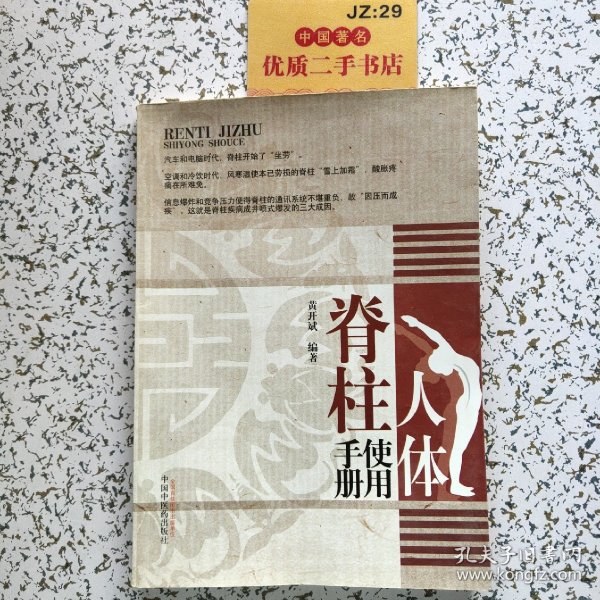 JZ:29
中国著名
优质二手书店
RENTI JIZHU
SHIYONG SHOUCE
汽车和电脑时代，脊柱开始了“坐劳”。
空调和冷饮时代，风寒湿使本已劳损的脊柱“雪上加霜”，酸胀疼
痛在所难免。
信息爆炸和竞争压力使得脊柱的通讯系统不堪重负，故“因压而成
疾”，这就是脊柱疾病成井喷式爆发的三大成因。
人体
脊柱
使用
手册
黄开斌 编著
中国中医药出版社
孔夫子旧书网
www.kongfz.com